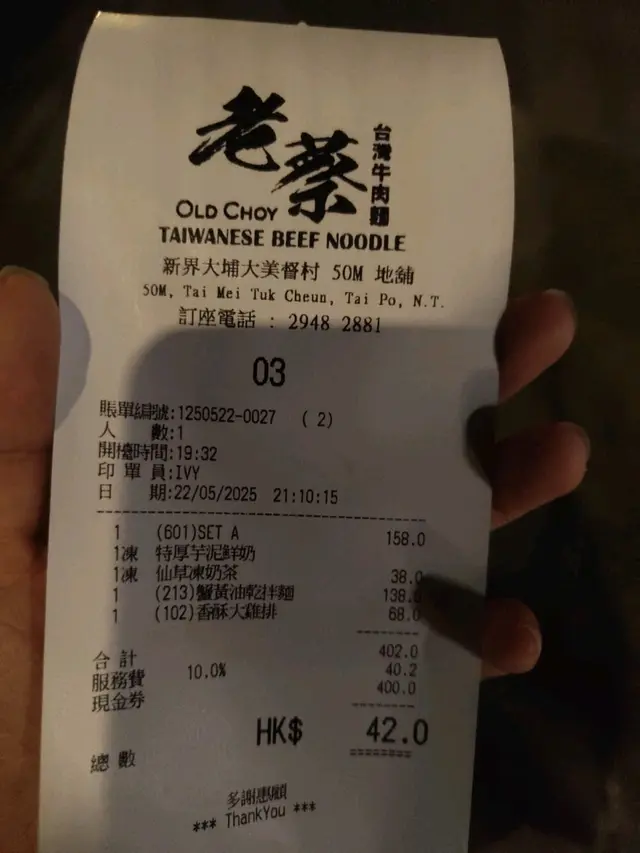 老蔡
台灣牛肉麵
OLD CHOY
TAIWANESE BEEF NOODLE
新界大埔大美督村 50M 地舖
50M, Tai Mei Tuk Cheun, Tai Po, N.T.
訂座電話 : 2948 2881
03
賬單編號:1250522-0027 (2)
人 數:1
開檯時間:19:32
印 單 員:IVY
日 期:22/05/2025 21:10:15
1 (601)SET A 158.0
1凍 特厚芋泥鮮奶
1凍 仙草凍奶茶 38.0
1 (213)蟹黃油乾拌麵 138.0
1 (102)香酥大雞排 68.0
合 計 402.0
服務費 10.0% 40.2
現金券 400.0
HK$ 42.0
總 數
多謝惠顧
*** ThankYou ***